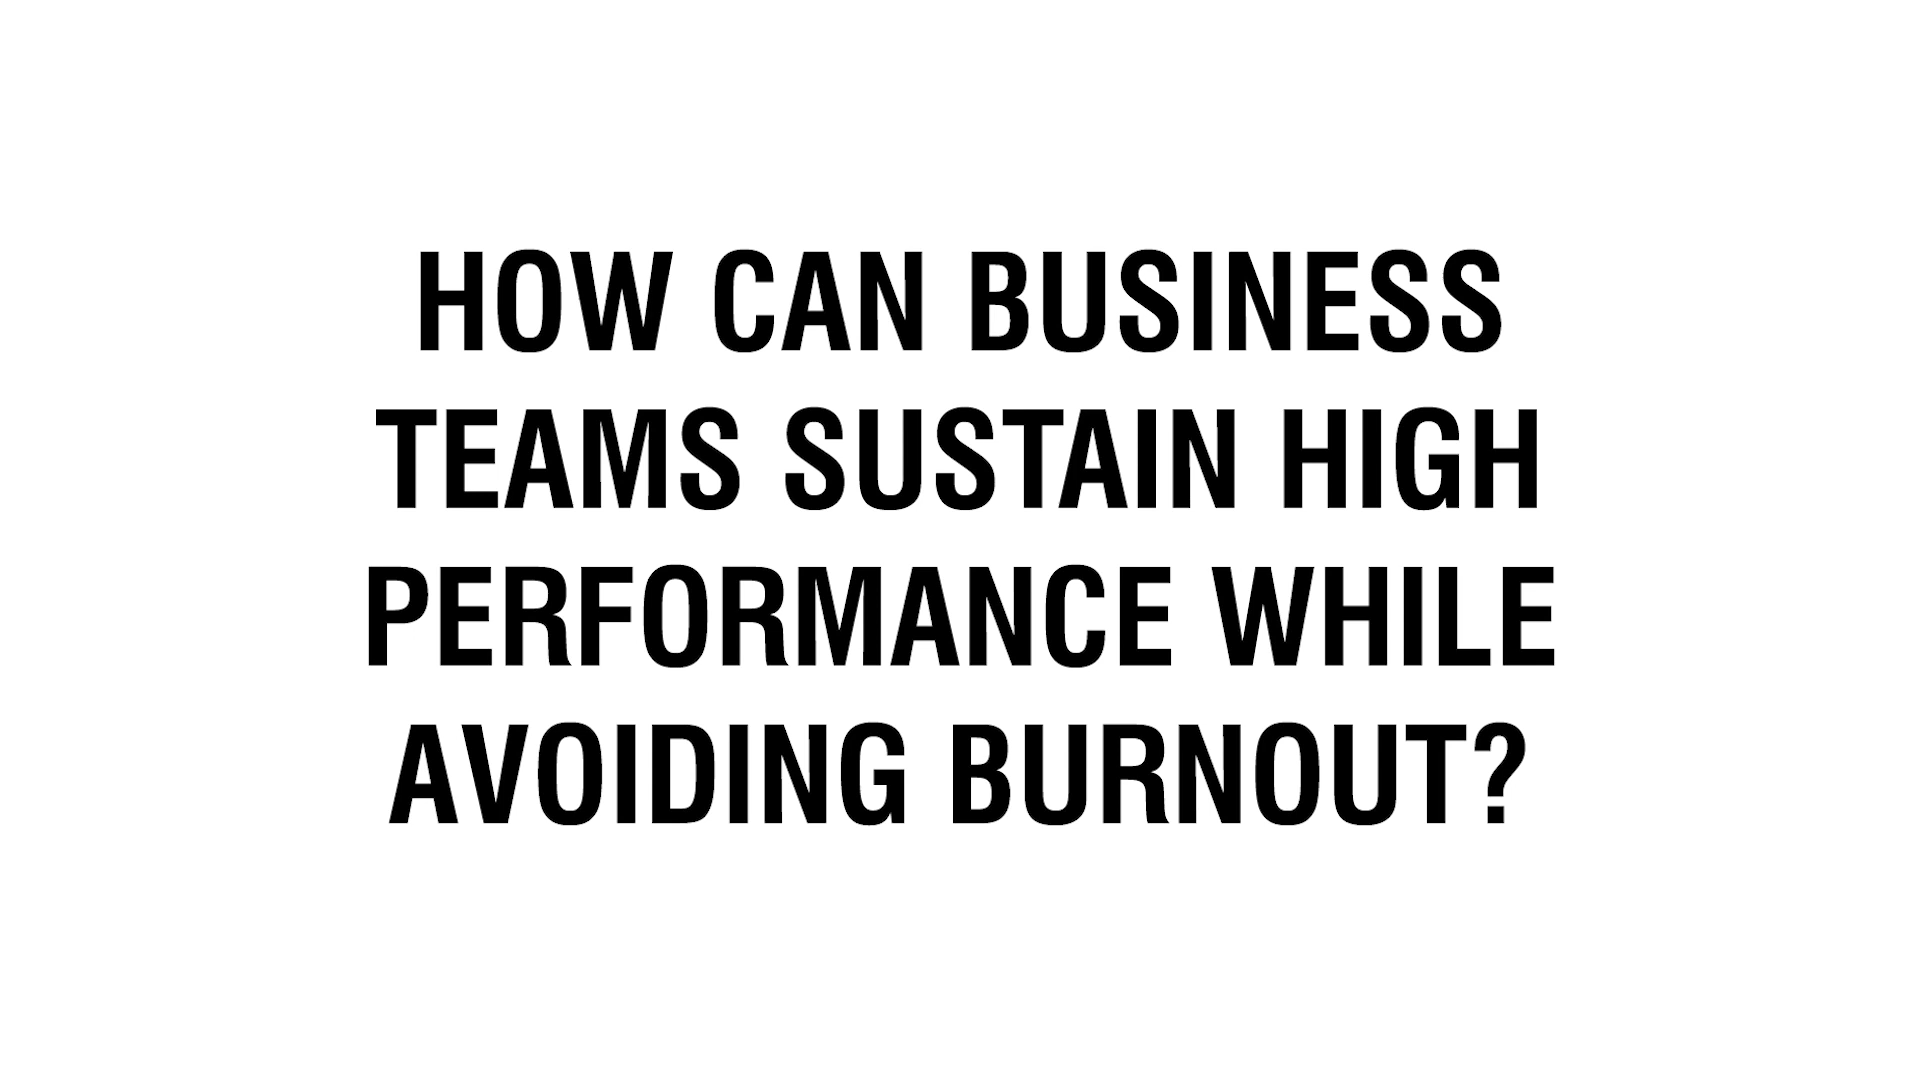 HOW CAN BUSINESS
TEAMS SUSTAIN HIGH
PERFORMANCE WHILE
AVOIDING BURNOUT?